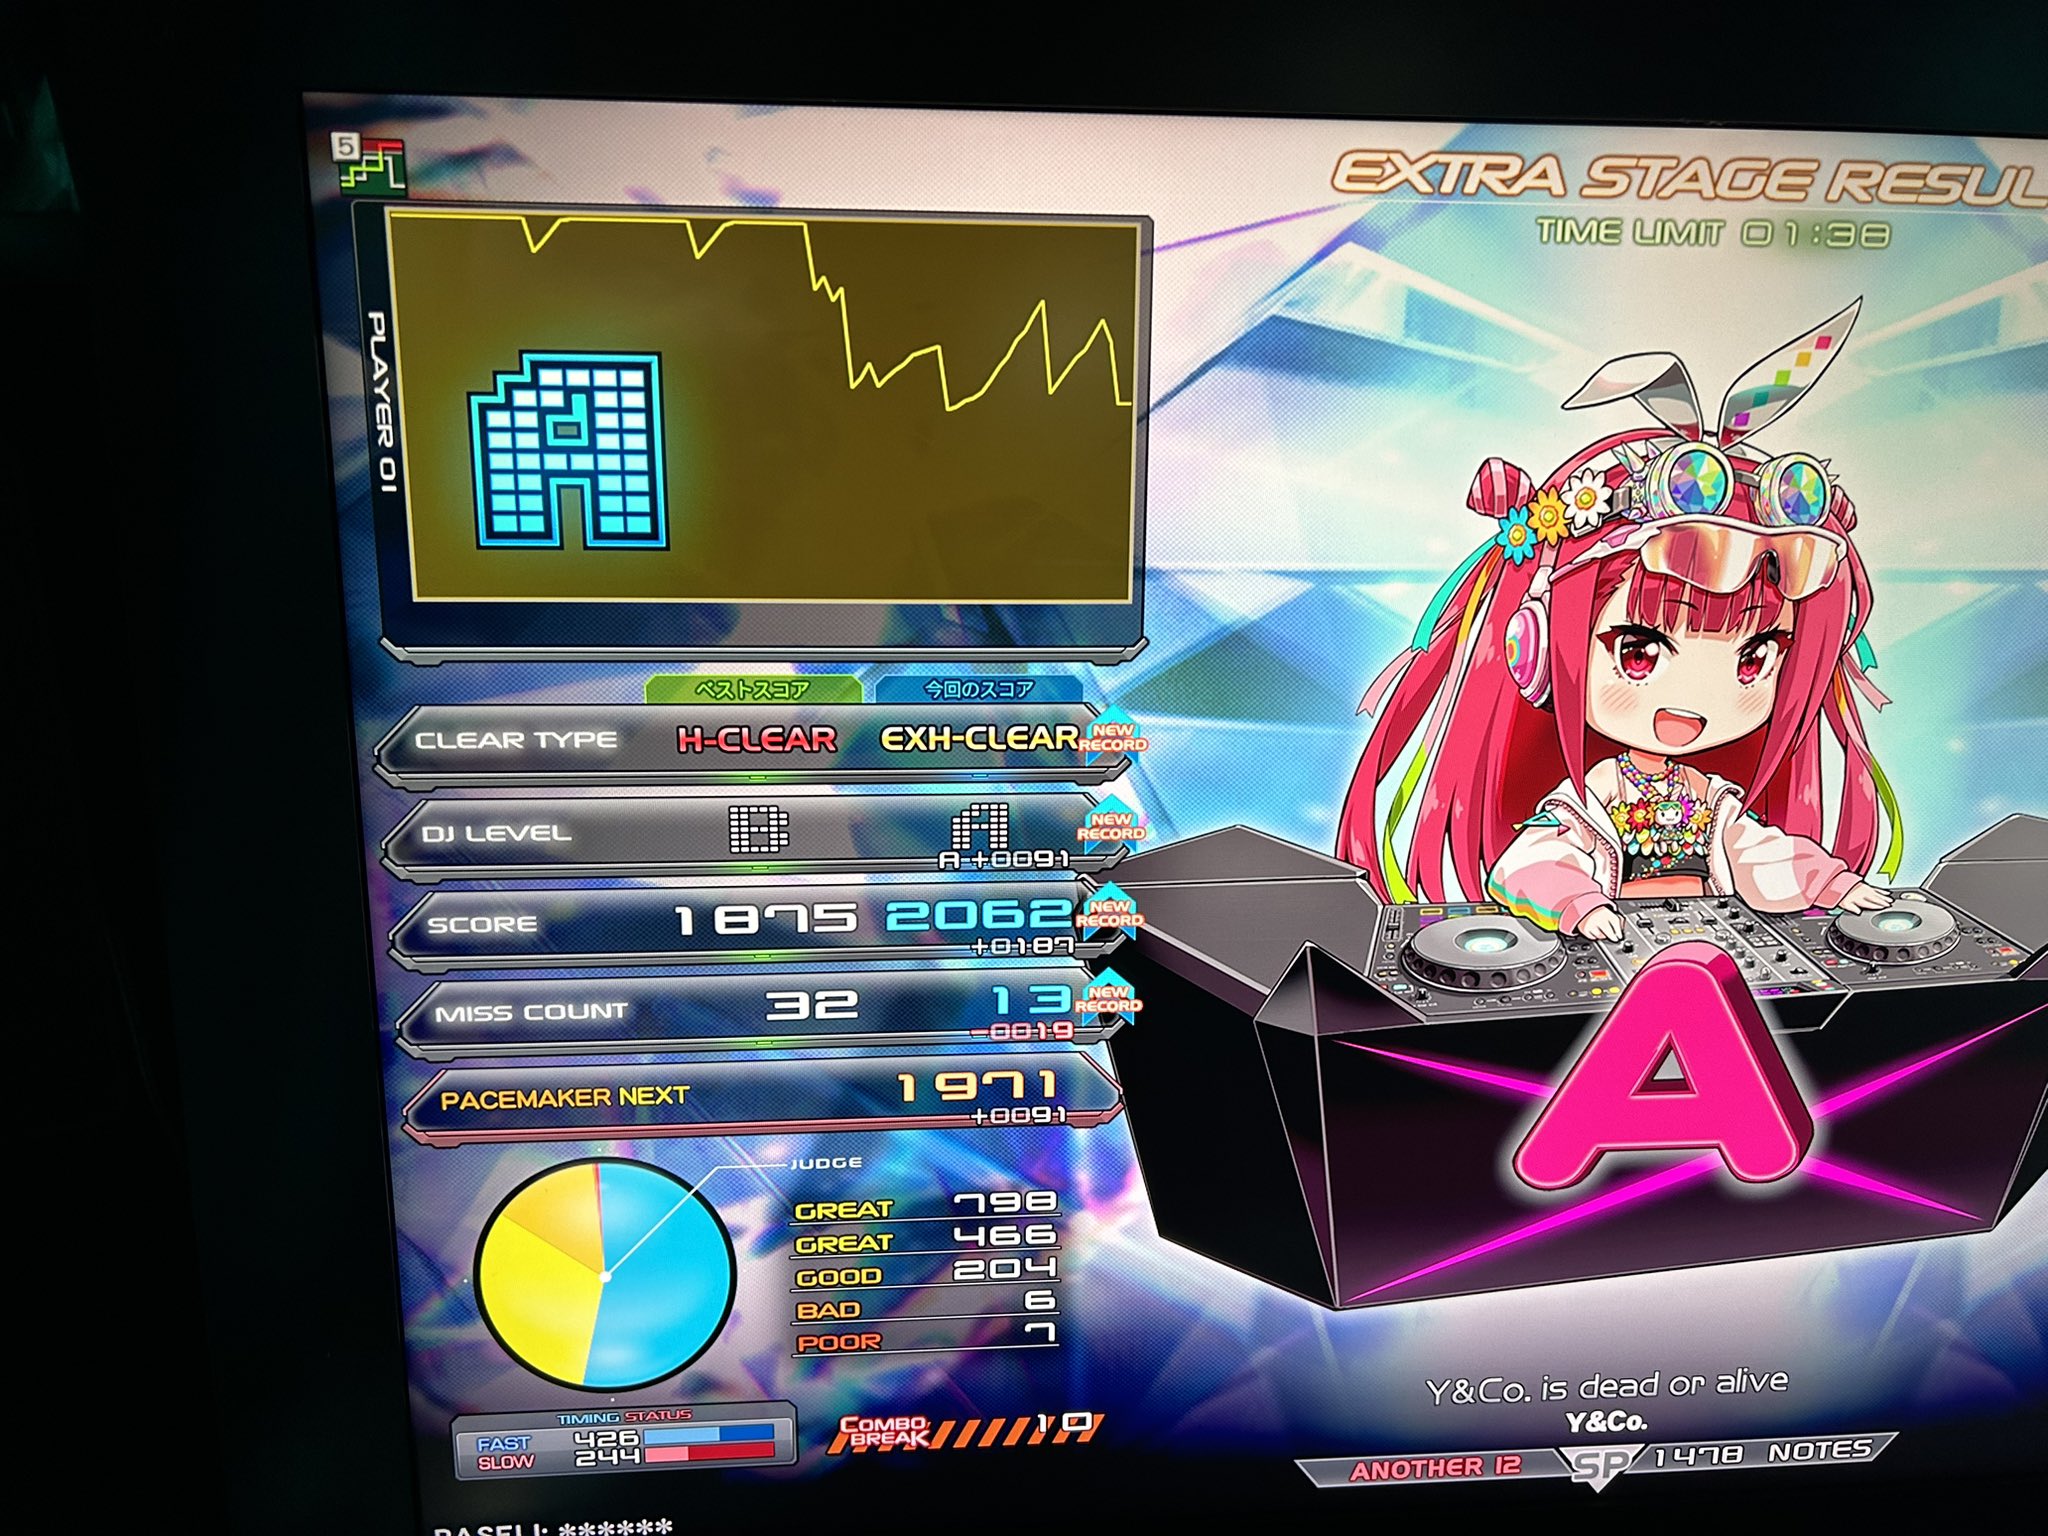 5
EXTRA STAGE RESUL
TIME LIMIT 01:38
PLAYER 01
A
ベストスコア 今回のスコア
CLEAR TYPE H-CLEAR EXH-CLEAR NEW RECORD
DJ LEVEL B A NEW RECORD
A +0091
SCORE 1875 2062 NEW RECORD
+0187
MISS COUNT 32 13 NEW RECORD
-0019
PACEMAKER NEXT 1971
+0091
JUDGE
GREAT 798
GREAT 466
GOOD 204
BAD 6
POOR 7
TIMING STATUS
FAST 426
SLOW 244
COMBO BREAK 10
A
Y&Co. is dead or alive
Y&Co.
ANOTHER 12 SP 1478 NOTES
PASELI: ******